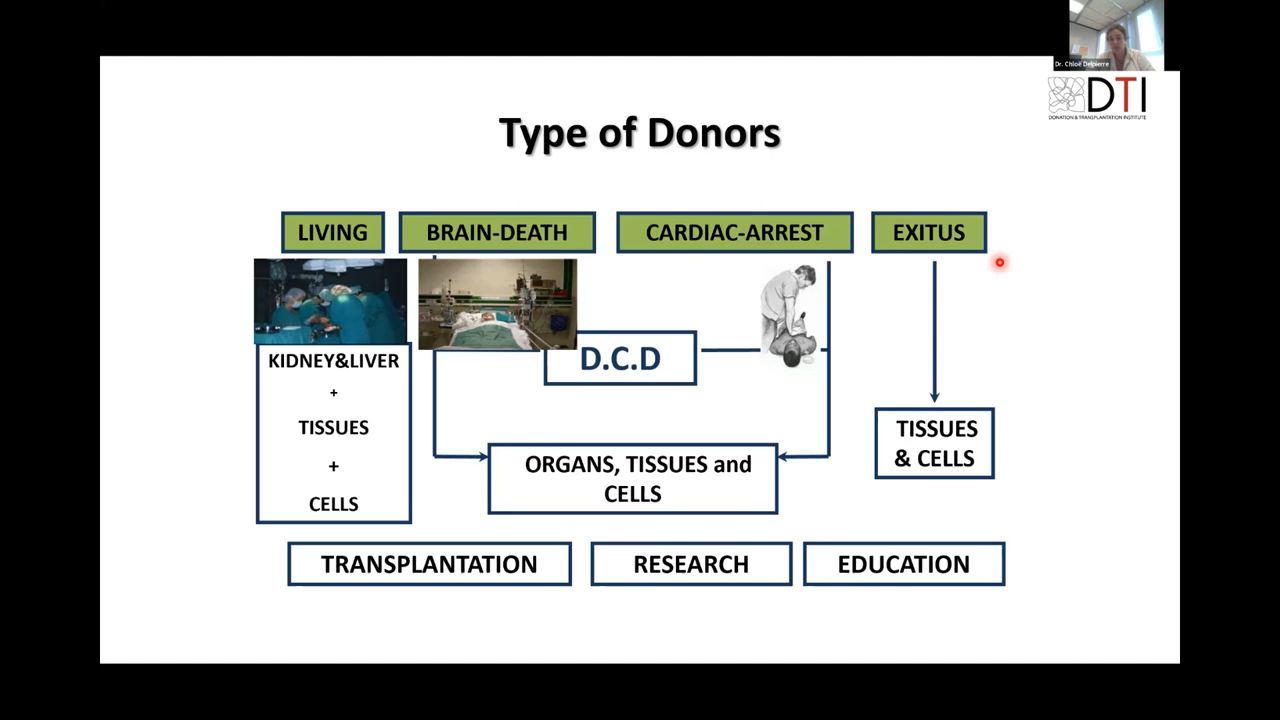 Dr. Chloë Delpierre
DTI
DONATION & TRANSPLANTATION INSTITUTE
Type of Donors
LIVING
BRAIN-DEATH
CARDIAC-ARREST
EXITUS
KIDNEY&LIVER
+
TISSUES
+
CELLS
D.C.D
ORGANS, TISSUES and
CELLS
TISSUES
& CELLS
TRANSPLANTATION
RESEARCH
EDUCATION